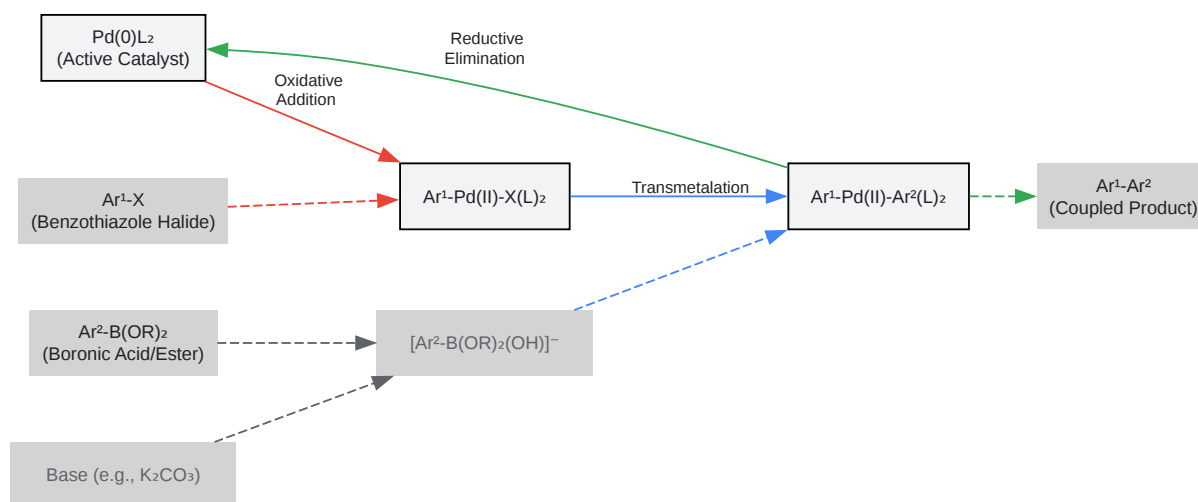 Pd(0)L₂
(Active Catalyst)
Reductive
Elimination
Oxidative
Addition
Ar¹-X
(Benzothiazole Halide)
Ar¹-Pd(II)-X(L)₂
Transmetalation
Ar¹-Pd(II)-Ar²(L)₂
Ar¹-Ar²
(Coupled Product)
Ar²-B(OR)₂
(Boronic Acid/Ester)
[Ar²-B(OR)₂(OH)]⁻
Base (e.g., K₂CO₃)